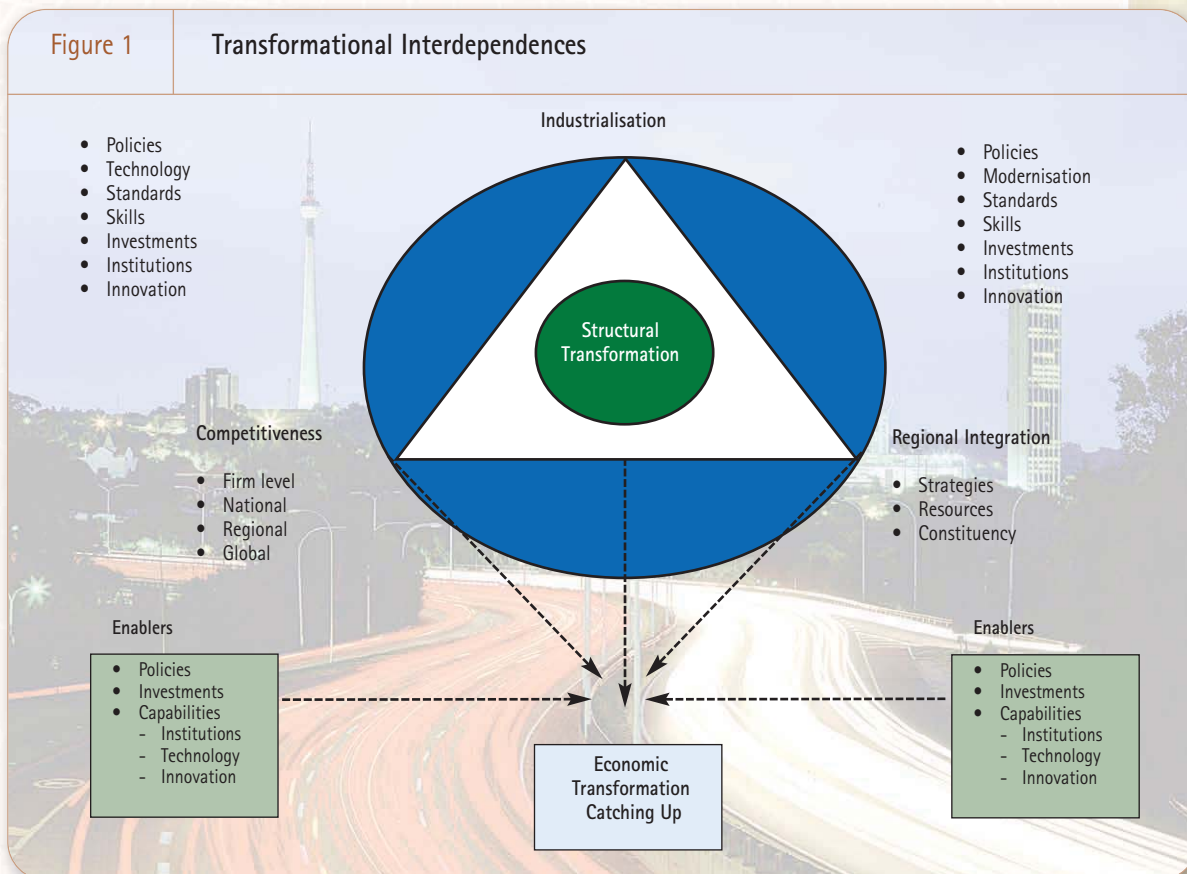 Figure 1
Transformational Interdependences
Industrialisation
• Policies
• Technology
• Standards
• Skills
• Investments
• Institutions
• Innovation
• Policies
• Modernisation
• Standards
• Skills
• Investments
• Institutions
• Innovation
Structural
Transformation
Competitiveness
• Firm level
• National
• Regional
• Global
Regional Integration
• Strategies
• Resources
• Constituency
Enablers
• Policies
• Investments
• Capabilities
- Institutions
- Technology
- Innovation
Enablers
• Policies
• Investments
• Capabilities
- Institutions
- Technology
- Innovation
Economic
Transformation
Catching Up